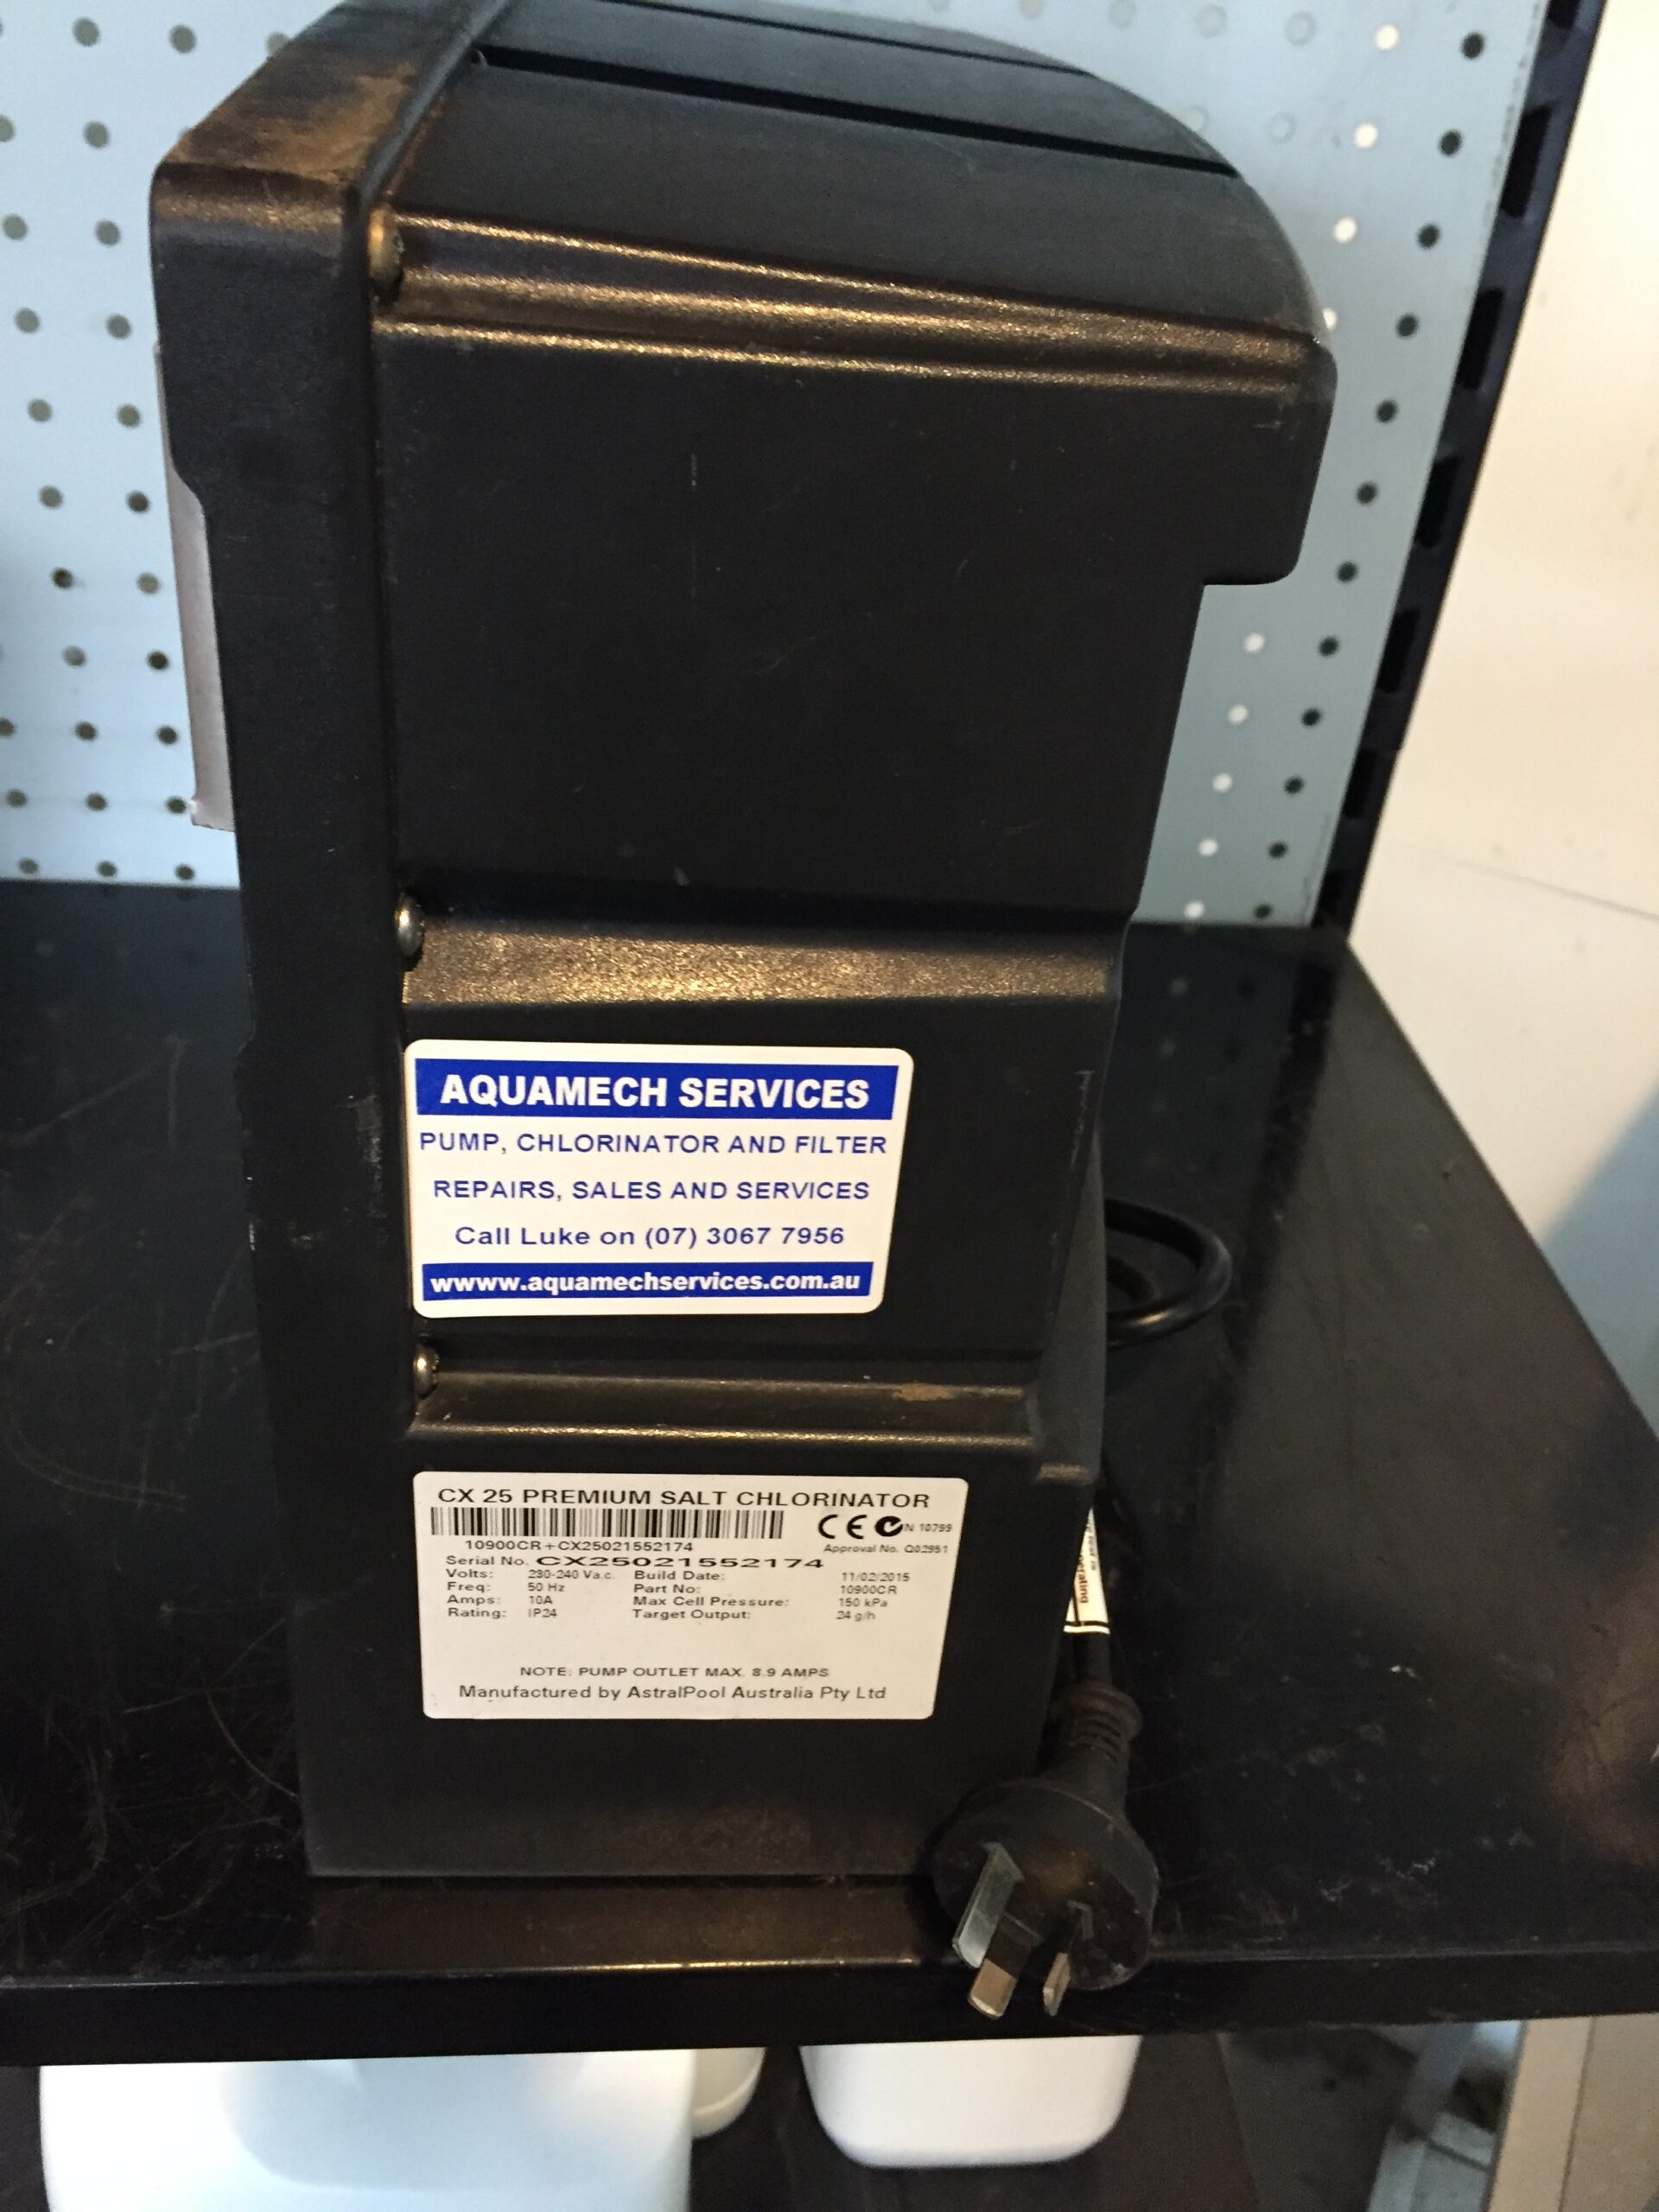 AQUAMECH SERVICES
PUMP, CHLORINATOR AND FILTER
REPAIRS, SALES AND SERVICES
Call Luke on (07) 3067 7956
wwww.aquamechservices.com.au
CX 25 PREMIUM SALT CHLORINATOR
CE N 10799
10900CR+CX25021552174 Approval No. Q02951
Serial No. CX25021552174
Volts: 230-240 Va.c. Build Date: 11/02/2015
Freq: 50 Hz Part No: 10900CR
Amps: 10A Max Cell Pressure: 150 kPa
Rating: IP24 Target Output: 24 g/h
NOTE: PUMP OUTLET MAX. 8.9 AMPS
Manufactured by AstralPool Australia Pty Ltd